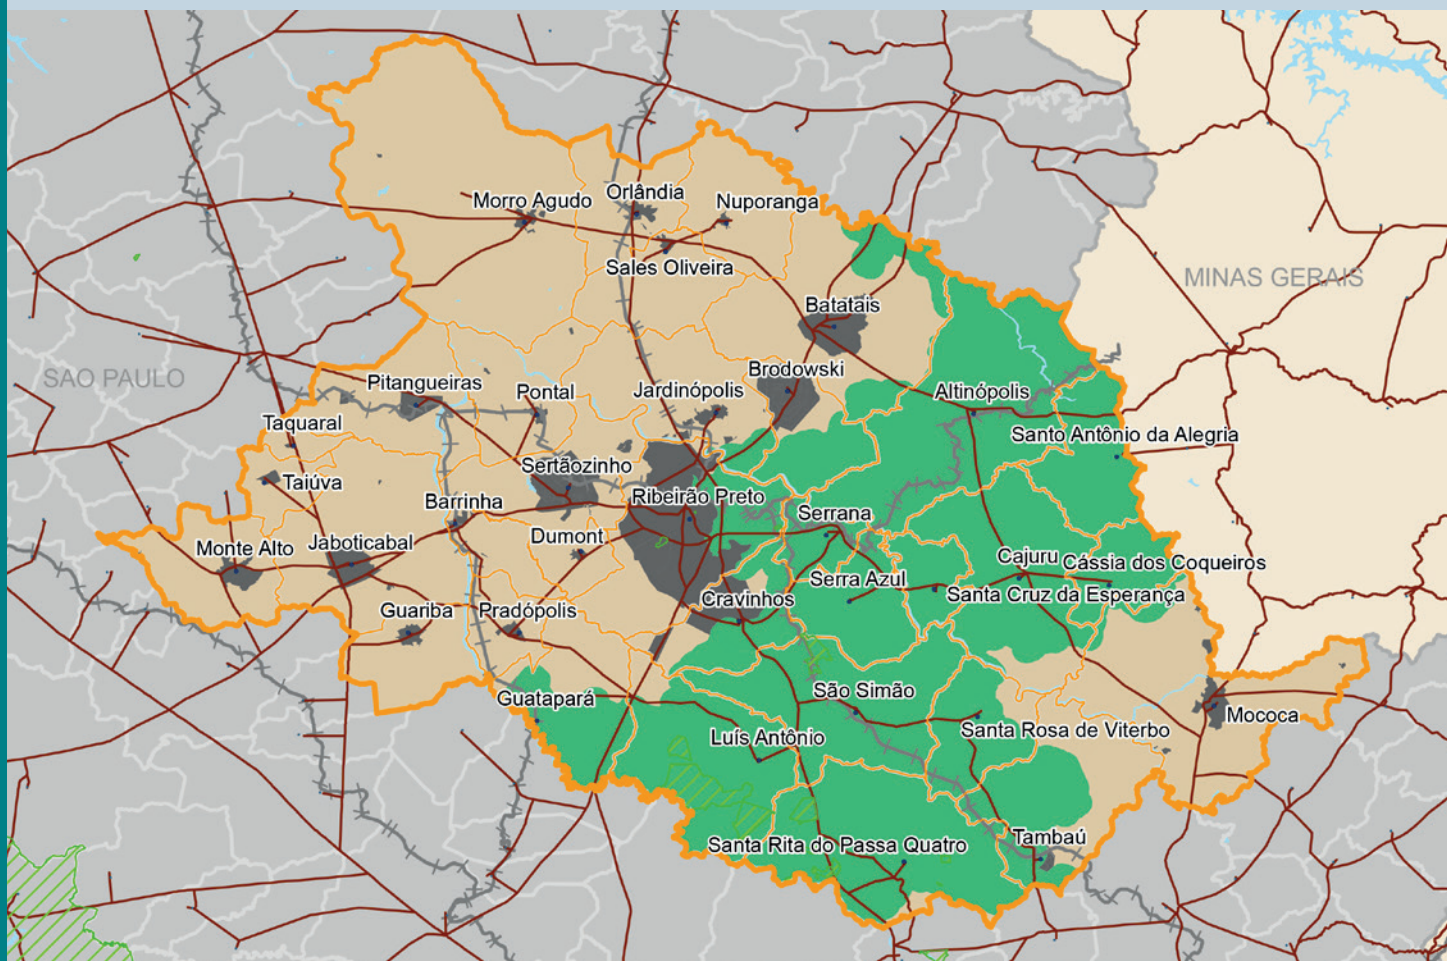 Morro Agudo
Orlândia
Nuporanga
Sales Oliveira
MINAS GERAIS
Batatais
SAO PAULO
Pitangueiras
Pontal
Jardinópolis
Brodowski
Altinópolis
Taquaral
Santo Antônio da Alegria
Taiúva
Sertãozinho
Barrinha
Ribeirão Preto
Serrana
Monte Alto
Jaboticabal
Dumont
Cajuru
Cássia dos Coqueiros
Serra Azul
Santa Cruz da Esperança
Cravinhos
Guariba
Pradópolis
Guatapará
São Simão
Mococa
Luís Antônio
Santa Rosa de Viterbo
Santa Rita do Passa Quatro
Tambaú